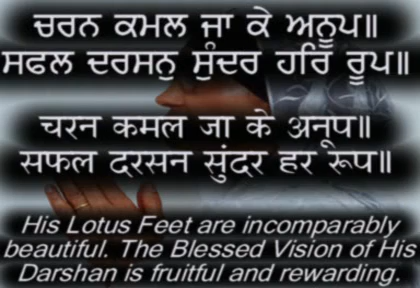 ਚਰਨ ਕਮਲ ਜਾ ਕੇ ਅਨੂਪ॥
ਸਫਲ ਦਰਸਨੁ ਸੁੰਦਰ ਹਰਿ ਰੂਪ॥
चरन कमल जा के अनूप॥
सफल दरसन सुंदर हर रूप॥
His Lotus Feet are incomparably
beautiful. The Blessed Vision of His
Darshan is fruitful and rewarding.